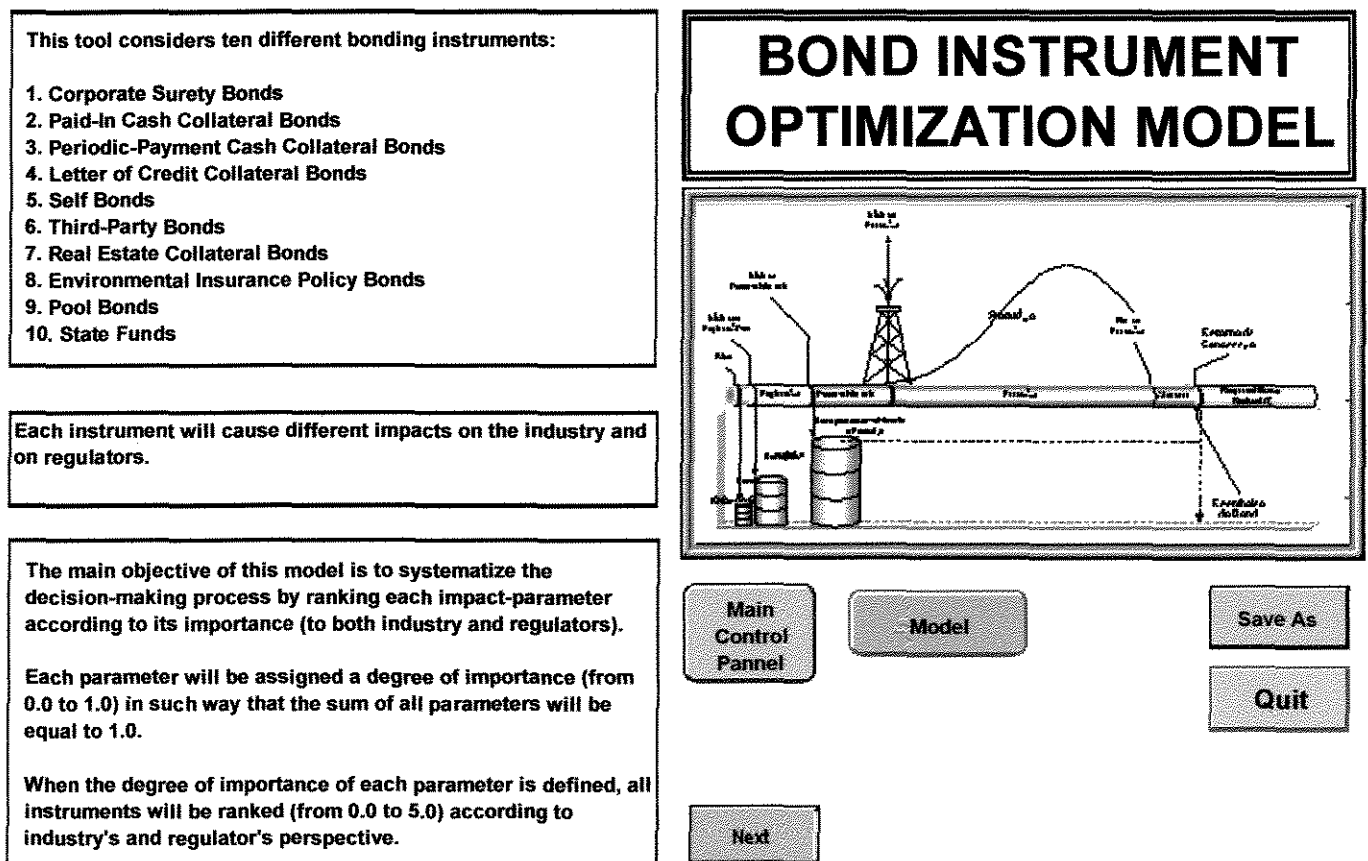 This tool considers ten different bonding instruments:
1. Corporate Surety Bonds
2. Paid-In Cash Collateral Bonds
3. Periodic-Payment Cash Collateral Bonds
4. Letter of Credit Collateral Bonds
5. Self Bonds
6. Third-Party Bonds
7. Real Estate Collateral Bonds
8. Environmental Insurance Policy Bonds
9. Pool Bonds
10. State Funds
Each instrument will cause different impacts on the industry and
on regulators.
The main objective of this model is to systematize the
decision-making process by ranking each impact-parameter
according to its importance (to both industry and regulators).
Each parameter will be assigned a degree of importance (from
0.0 to 1.0) in such way that the sum of all parameters will be
equal to 1.0.
When the degree of importance of each parameter is defined, all
instruments will be ranked (from 0.0 to 5.0) according to
industry's and regulator's perspective.
BOND INSTRUMENT
OPTIMIZATION MODEL
Main
Control
Pannel
Model
Save As
Quit
Next